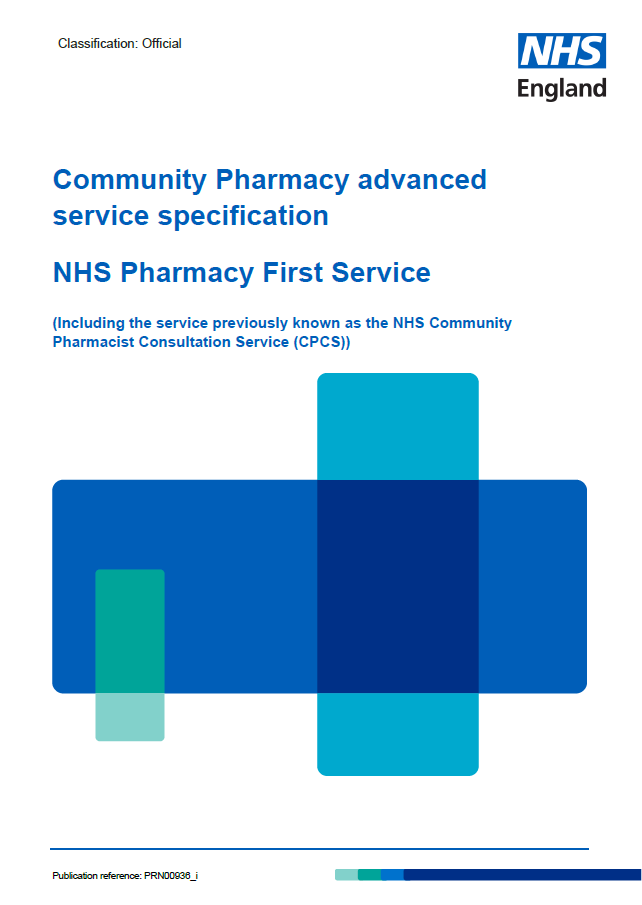 Classification: Official
NHS
England
Community Pharmacy advanced
service specification
NHS Pharmacy First Service
(Including the service previously known as the NHS Community
Pharmacist Consultation Service (CPCS))
Publication reference: PRN00936_i